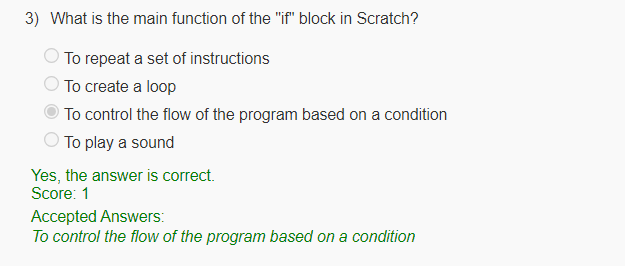 3) What is the main function of the "if" block in Scratch?
To repeat a set of instructions
To create a loop
To control the flow of the program based on a condition
To play a sound
Yes, the answer is correct.
Score: 1
Accepted Answers:
To control the flow of the program based on a condition